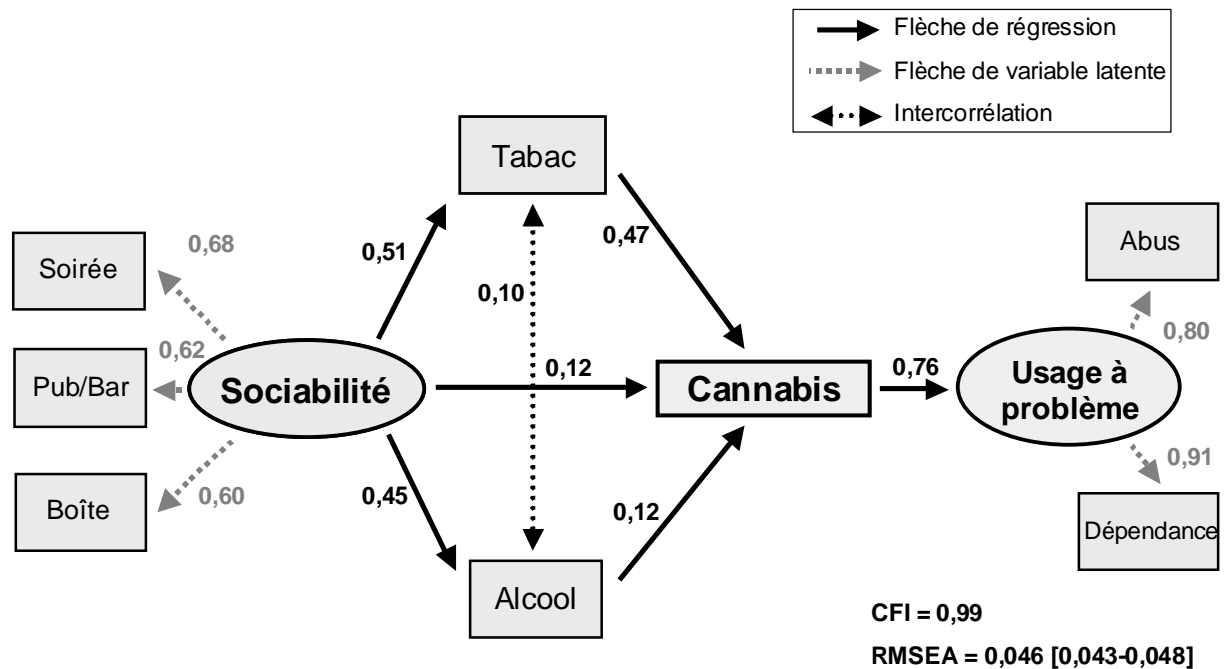 Flèche de régression
Flèche de variable latente
Intercorrélation
Tabac
0,47
0,51
0,10
Soirée
0,68
Pub/Bar
0,62
Boîte
0,60
Sociabilité
0,12
Cannabis
0,76
Usage à
problème
Abus
0,80
0,91
Dépendance
0,45
0,12
Alcool
CFI = 0,99
RMSEA = 0,046 [0,043-0,048]